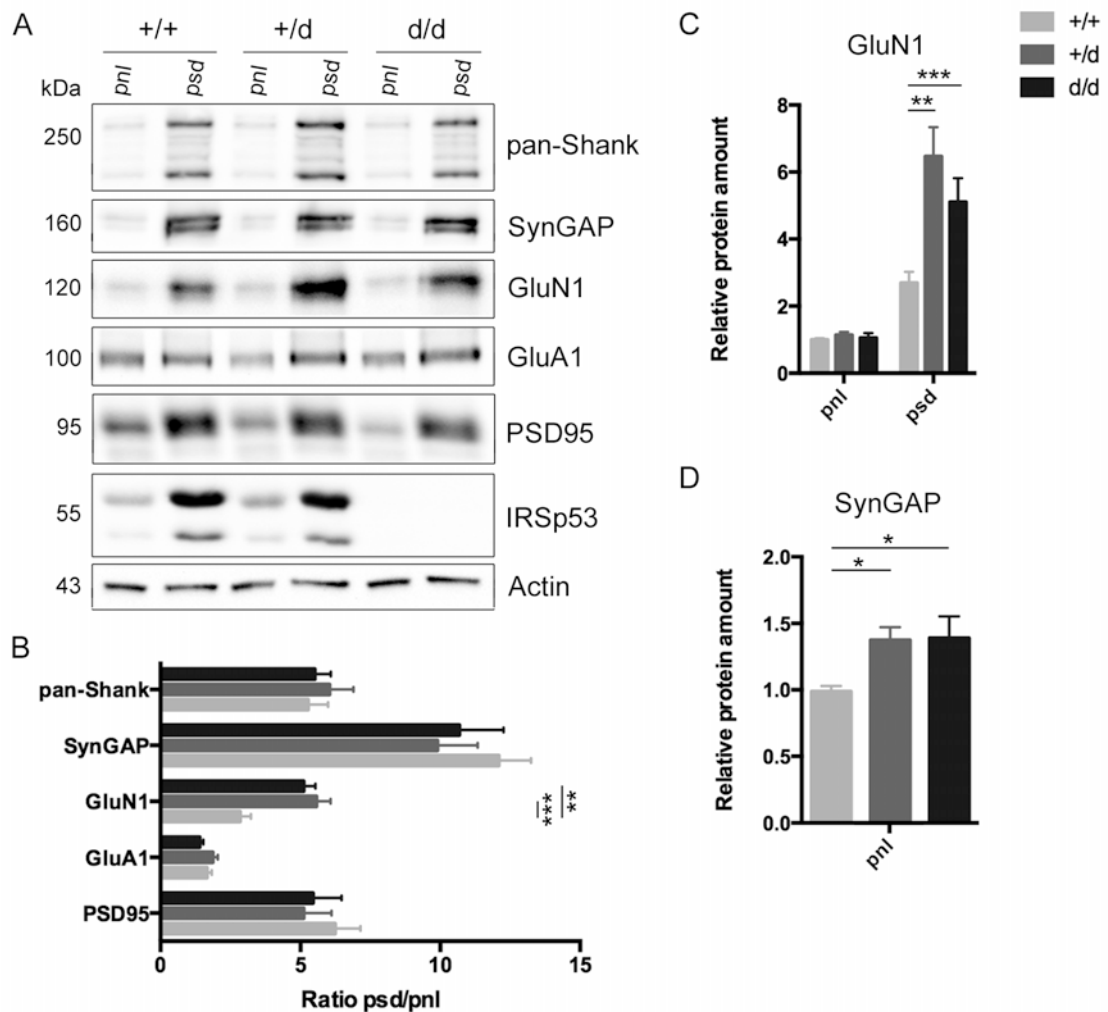 A
+/+ +/d d/d
pnl psd pnl psd pnl psd
kDa
250 pan-Shank
160 SynGAP
120 GluN1
100 GluA1
95 PSD95
55 IRSp53
43 Actin
B
pan-Shank
SynGAP
GluN1
*** **
GluA1
PSD95
0 5 10 15
Ratio psd/pnl
C
GluN1
+/+
+/d
d/d
***
**
Relative protein amount
8
6
4
2
0
pnl psd
D
SynGAP
*
*
Relative protein amount
2.0
1.5
1.0
0.5
0.0
pnl